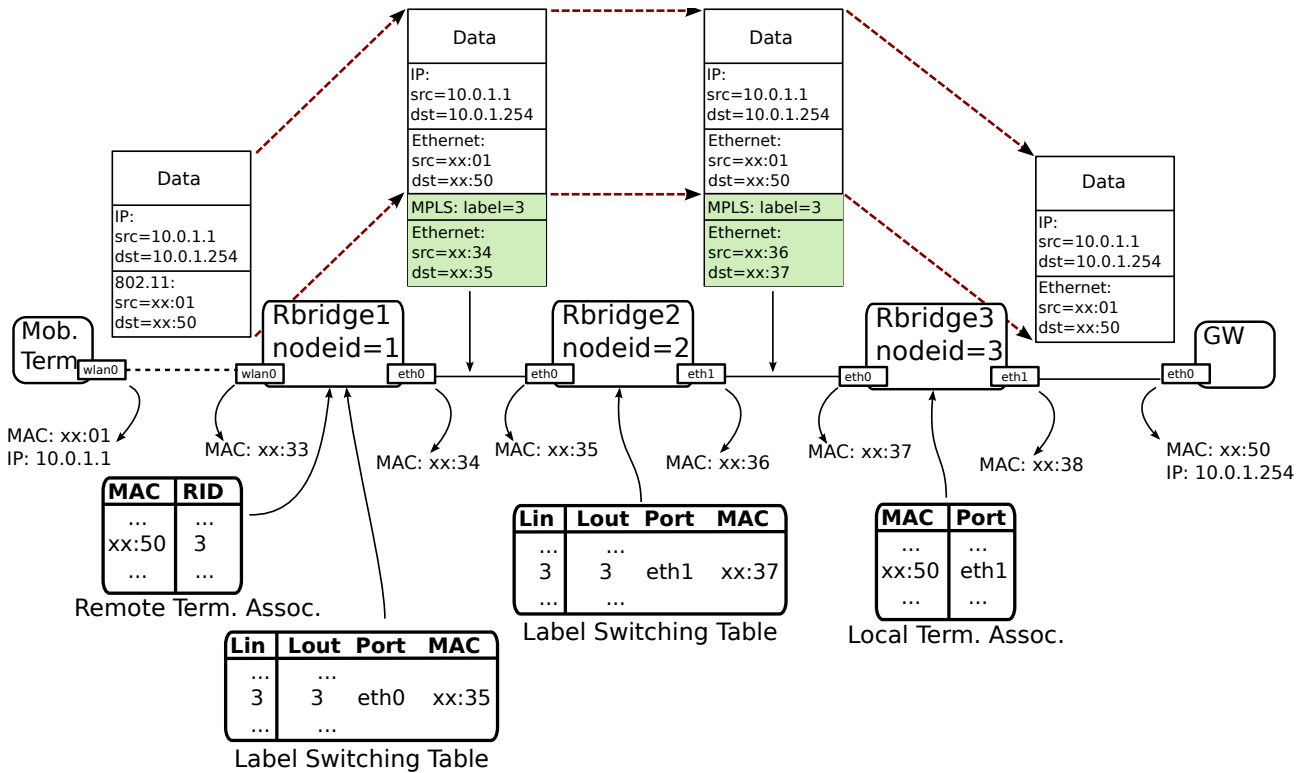 Data
IP:
src=10.0.1.1
dst=10.0.1.254
802.11:
src=xx:01
dst=xx:50
Data
IP:
src=10.0.1.1
dst=10.0.1.254
Ethernet:
src=xx:01
dst=xx:50
MPLS: label=3
Ethernet:
src=xx:34
dst=xx:35
Data
IP:
src=10.0.1.1
dst=10.0.1.254
Ethernet:
src=xx:01
dst=xx:50
MPLS: label=3
Ethernet:
src=xx:36
dst=xx:37
Data
IP:
src=10.0.1.1
dst=10.0.1.254
Ethernet:
src=xx:01
dst=xx:50
Mob.
Term
wlan0
Rbridge1
nodeid=1
wlan0
eth0
Rbridge2
nodeid=2
eth0
eth1
Rbridge3
nodeid=3
eth0
eth1
GW
eth0
MAC: xx:01
IP: 10.0.1.1
MAC: xx:33
MAC: xx:34
MAC: xx:35
MAC: xx:36
MAC: xx:37
MAC: xx:38
MAC: xx:50
IP: 10.0.1.254
MAC RID
... ...
xx:50 3
... ...
Remote Term. Assoc.
Lin Lout Port MAC
... ...
3 3 eth0 xx:35
... ...
Label Switching Table
Lin Lout Port MAC
... ...
3 3 eth1 xx:37
... ...
Label Switching Table
MAC Port
... ...
xx:50 eth1
... ...
Local Term. Assoc.